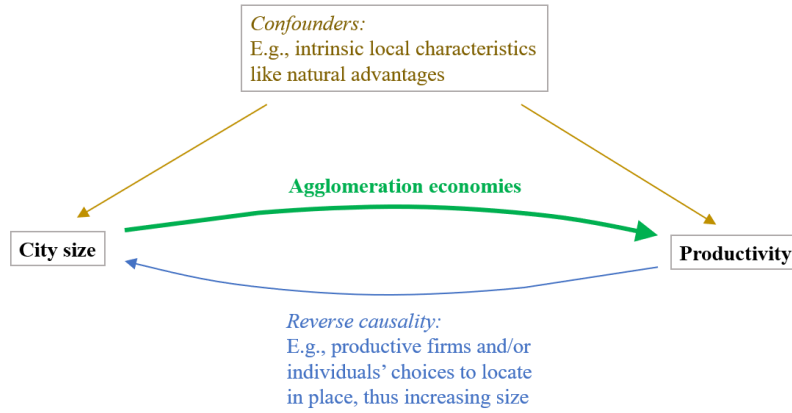 Confounders:
E.g., intrinsic local characteristics
like natural advantages
Agglomeration economies
City size
Productivity
Reverse causality:
E.g., productive firms and/or
individuals’ choices to locate
in place, thus increasing size